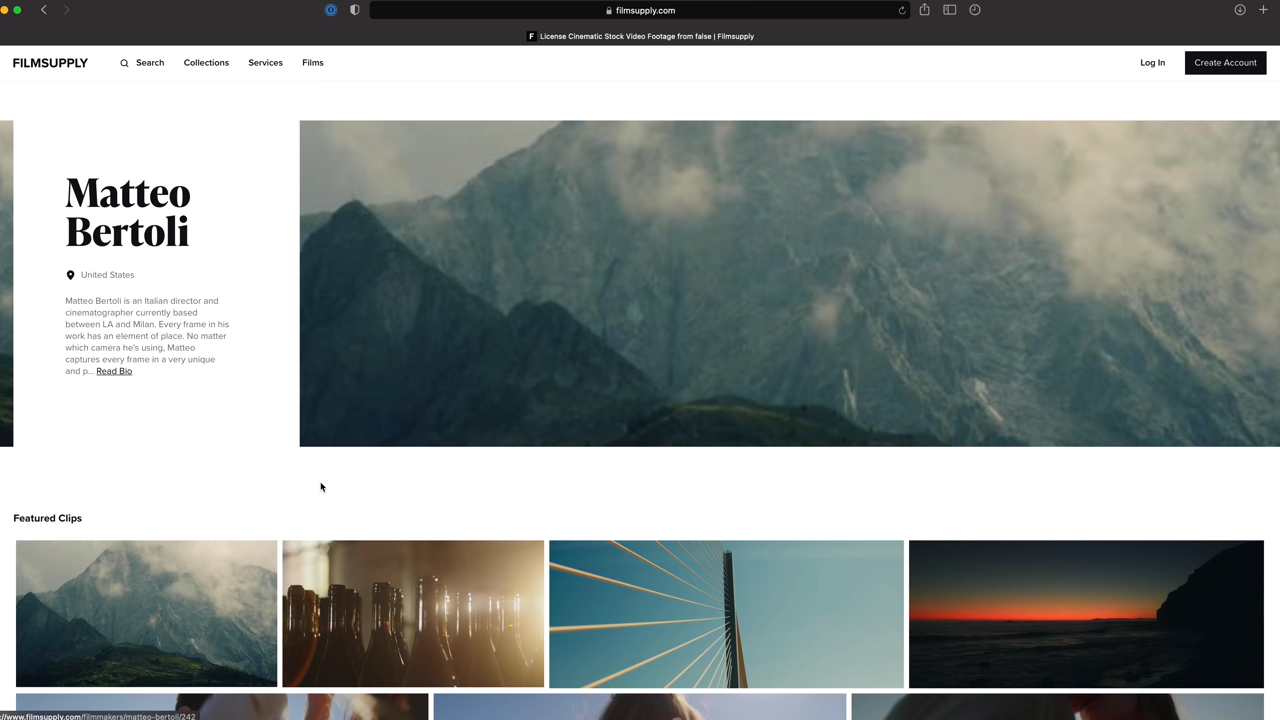 filmsupply.com
F License Cinematic Stock Video Footage from false | Filmsupply
FILMSUPPLY Search Collections Services Films Log In Create Account
Matteo
Bertoli
United States
Matteo Bertoli is an Italian director and
cinematographer currently based
between LA and Milan. Every frame in his
work has an element of place. No matter
which camera he's using, Matteo
captures every frame in a very unique
and p... Read Bio
Featured Clips
://www.filmsupply.com/filmmakers/matteo-bertoli/242